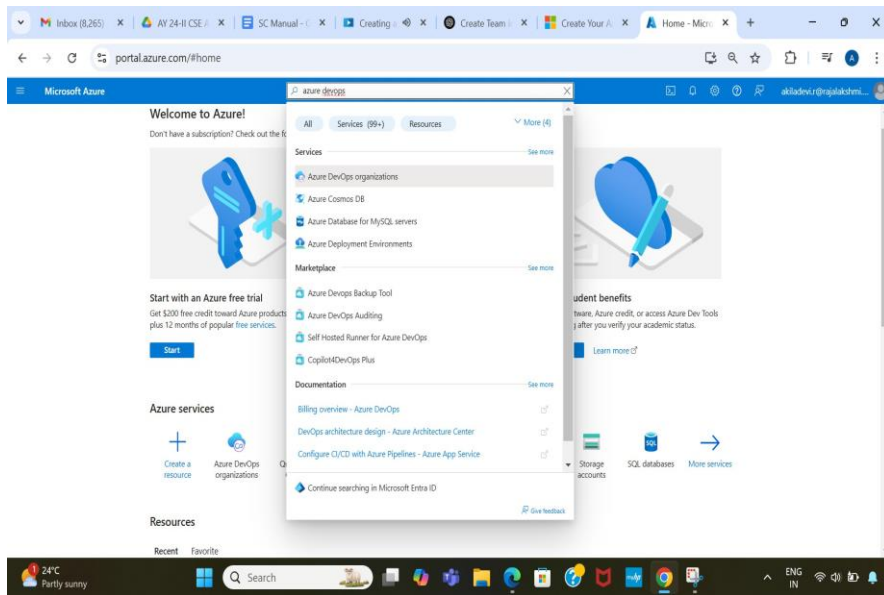 Inbox (8,265)
AY 24-II CSE
SC Manual -
Creating
Create Team
Create Your A
Home - Micro
portal.azure.com/#home
Microsoft Azure
azure devops
akiladevi.r@rajalakshmi....
Welcome to Azure!
Don't have a subscription? Check out the fo
All
Services (99+)
Resources
More (4)
Services
See more
Azure DevOps organizations
Azure Cosmos DB
Azure Database for MySQL servers
Azure Deployment Environments
Marketplace
See more
Azure Devops Backup Tool
Azure DevOps Auditing
Self Hosted Runner for Azure DevOps
Copilot4DevOps Plus
Documentation
See more
Billing overview - Azure DevOps
DevOps architecture design - Azure Architecture Center
Configure CI/CD with Azure Pipelines - Azure App Service
Continue searching in Microsoft Entra ID
Give feedback
Start with an Azure free trial
Get $200 free credit toward Azure products
plus 12 months of popular free services.
Start
udent benefits
tware, Azure credit, or access Azure Dev Tools
after you verify your academic status.
Learn more
Azure services
Create a
resource
Azure DevOps
organizations
Storage
accounts
SQL
SQL databases
More services
Resources
Recent
Favorite
24°C
Partly sunny
Search
ENG
IN